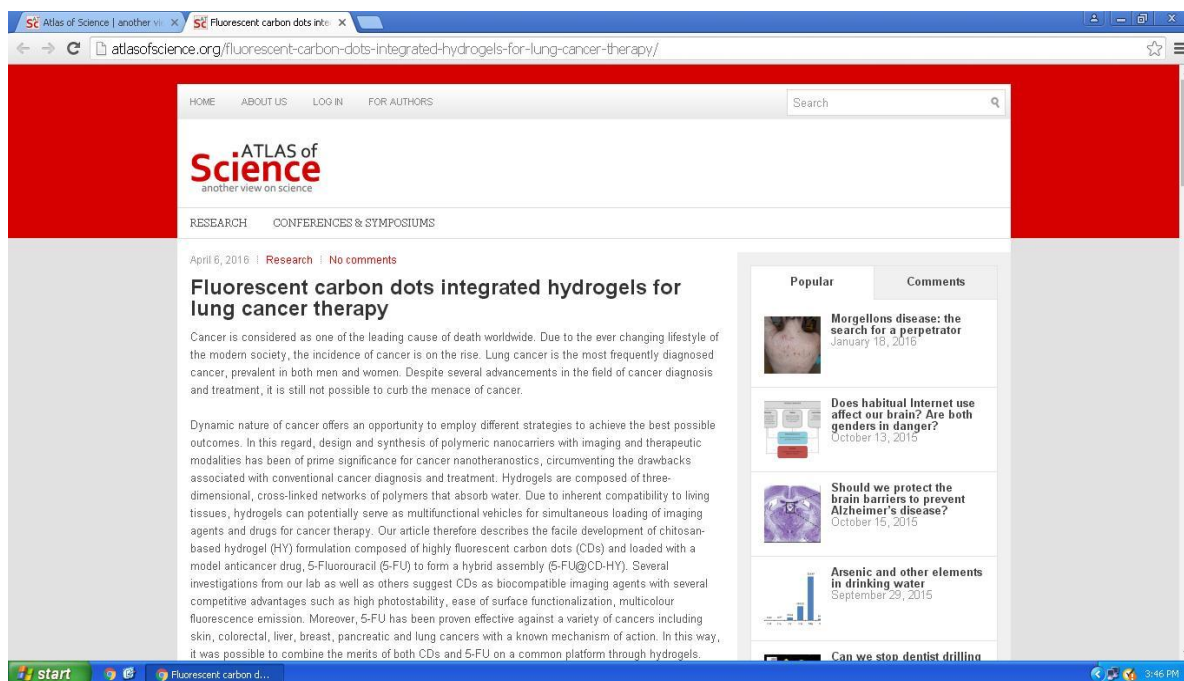 Atlas of Science | another vi
Fluorescent carbon dots inte
atlasofscience.org/fluorescent-carbon-dots-integrated-hydrogels-for-lung-cancer-therapy/
HOME ABOUT US LOG IN FOR AUTHORS
Search
ATLAS of
Science
another view on science
RESEARCH CONFERENCES & SYMPOSIUMS
April 6, 2016 | Research | No comments
Fluorescent carbon dots integrated hydrogels for
lung cancer therapy
Cancer is considered as one of the leading cause of death worldwide. Due to the ever changing lifestyle of
the modern society, the incidence of cancer is on the rise. Lung cancer is the most frequently diagnosed
cancer, prevalent in both men and women. Despite several advancements in the field of cancer diagnosis
and treatment, it is still not possible to curb the menace of cancer.
Dynamic nature of cancer offers an opportunity to employ different strategies to achieve the best possible
outcomes. In this regard, design and synthesis of polymeric nanocarriers with imaging and therapeutic
modalities has been of prime significance for cancer nanotheranostics, circumventing the drawbacks
associated with conventional cancer diagnosis and treatment. Hydrogels are composed of three-
dimensional, cross-linked networks of polymers that absorb water. Due to inherent compatibility to living
tissues, hydrogels can potentially serve as multifunctional vehicles for simultaneous loading of imaging
agents and drugs for cancer therapy. Our article therefore describes the facile development of chitosan-
based hydrogel (HY) formulation composed of highly fluorescent carbon dots (CDs) and loaded with a
model anticancer drug, 5-Fluorouracil (5-FU) to form a hybrid assembly (5-FU@CD-HY). Several
investigations from our lab as well as others suggest CDs as biocompatible imaging agents with several
competitive advantages such as high photostability, ease of surface functionalization, multicolour
fluorescence emission. Moreover, 5-FU has been proven effective against a variety of cancers including
skin, colorectal, liver, breast, pancreatic and lung cancers with a known mechanism of action. In this way,
it was possible to combine the merits of both CDs and 5-FU on a common platform through hydrogels.
Popular Comments
Morgellons disease: the
search for a perpetrator
January 18, 2016
Does habitual Internet use
affect our brain? Are both
genders in danger?
October 13, 2015
Should we protect the
brain barriers to prevent
Alzheimer's disease?
October 15, 2015
Arsenic and other elements
in drinking water
September 29, 2015
Can we stop dentist drilling
start
Fluorescent carbon d...
3:46 PM